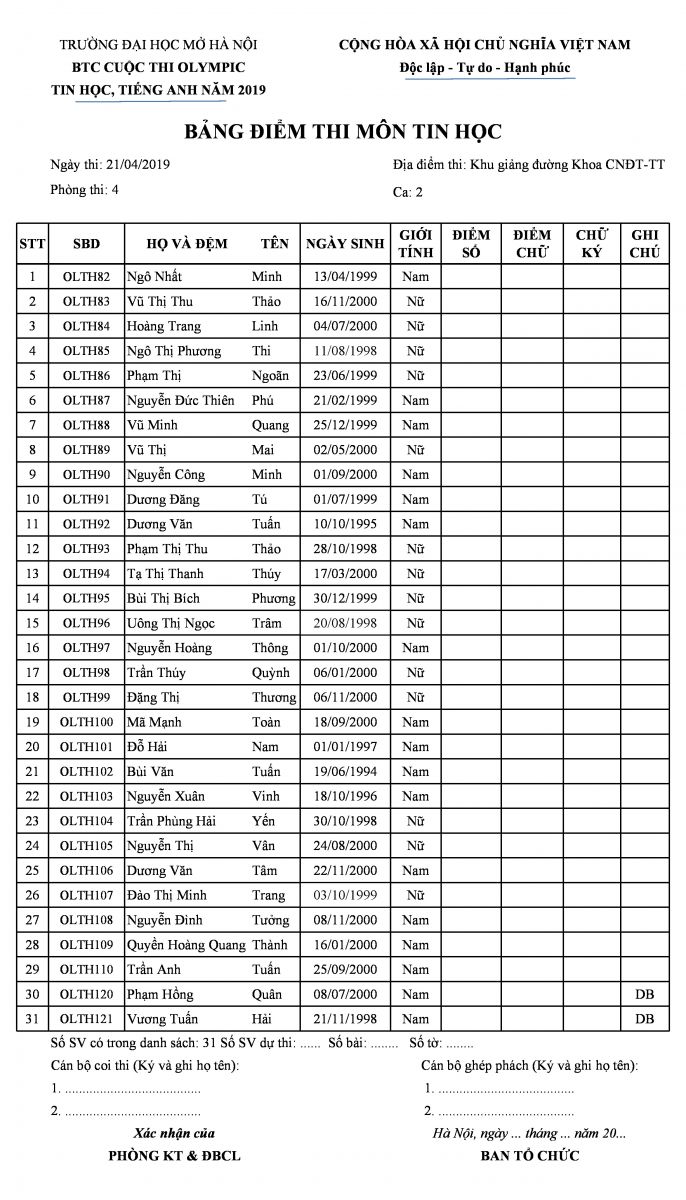 TRƯỜNG ĐẠI HỌC MỞ HÀ NỘI
CỘNG HÒA XÃ HỘI CHỦ NGHĨA VIỆT NAM
BTC CUỘC THI OLYMPIC
Độc lập - Tự do - Hạnh phúc
TIN HỌC, TIẾNG ANH NĂM 2019
BẢNG ĐIỂM THI MÔN TIN HỌC
Ngày thi: 21/04/2019
Địa điểm thi: Khu giảng đường Khoa CNĐT-TT
Phòng thi: 4
Ca: 2
STT SBD HỌ VÀ ĐỆM TÊN NGÀY SINH GIỚI TÍNH ĐIỂM SỐ ĐIỂM CHỮ CHỮ KÝ GHI CHÚ
1 OLTH82 Ngô Nhất Minh 13/04/1999 Nam
2 OLTH83 Vũ Thị Thu Thảo 16/11/2000 Nữ
3 OLTH84 Hoàng Trang Linh 04/07/2000 Nữ
4 OLTH85 Ngô Thị Phương Thi 11/08/1998 Nữ
5 OLTH86 Phạm Thị Ngoãn 23/06/1999 Nữ
6 OLTH87 Nguyễn Đức Thiên Phú 21/02/1999 Nam
7 OLTH88 Vũ Minh Quang 25/12/1999 Nam
8 OLTH89 Vũ Thị Mai 02/05/2000 Nữ
9 OLTH90 Nguyễn Công Minh 01/09/2000 Nam
10 OLTH91 Dương Đăng Tú 01/07/1999 Nam
11 OLTH92 Dương Văn Tuấn 10/10/1995 Nam
12 OLTH93 Phạm Thị Thu Thảo 28/10/1998 Nữ
13 OLTH94 Tạ Thị Thanh Thúy 17/03/2000 Nữ
14 OLTH95 Bùi Thị Bích Phương 30/12/1999 Nữ
15 OLTH96 Uông Thị Ngọc Trâm 20/08/1998 Nữ
16 OLTH97 Nguyễn Hoàng Thông 01/10/2000 Nam
17 OLTH98 Trần Thúy Quỳnh 06/01/2000 Nữ
18 OLTH99 Đặng Thị Thương 06/11/2000 Nữ
19 OLTH100 Mã Mạnh Toàn 18/09/2000 Nam
20 OLTH101 Đỗ Hải Nam 01/01/1997 Nam
21 OLTH102 Bùi Văn Tuấn 19/06/1994 Nam
22 OLTH103 Nguyễn Xuân Vinh 18/10/1996 Nam
23 OLTH104 Trần Phùng Hải Yến 30/10/1998 Nữ
24 OLTH105 Nguyễn Thị Vân 24/08/2000 Nữ
25 OLTH106 Dương Văn Tâm 22/11/2000 Nam
26 OLTH107 Đào Thị Minh Trang 03/10/1999 Nữ
27 OLTH108 Nguyễn Đình Tưởng 08/11/2000 Nam
28 OLTH109 Quyền Hoàng Quang Thành 16/01/2000 Nam
29 OLTH110 Trần Anh Tuấn 25/09/2000 Nam
30 OLTH120 Phạm Hồng Quân 08/07/2000 Nam DB
31 OLTH121 Vương Tuấn Hải 21/11/1998 Nam DB
Số SV có trong danh sách: 31 Số SV dự thi: ...... Số bài: ........ Số tờ: ........
Cán bộ coi thi (Ký và ghi họ tên):
Cán bộ ghép phách (Ký và ghi họ tên):
1. ........................................
1. ........................................
2. ........................................
2. ........................................
Xác nhận của
Hà Nội, ngày ... tháng ... năm 20...
PHÒNG KT & ĐBCL
BAN TỔ CHỨC